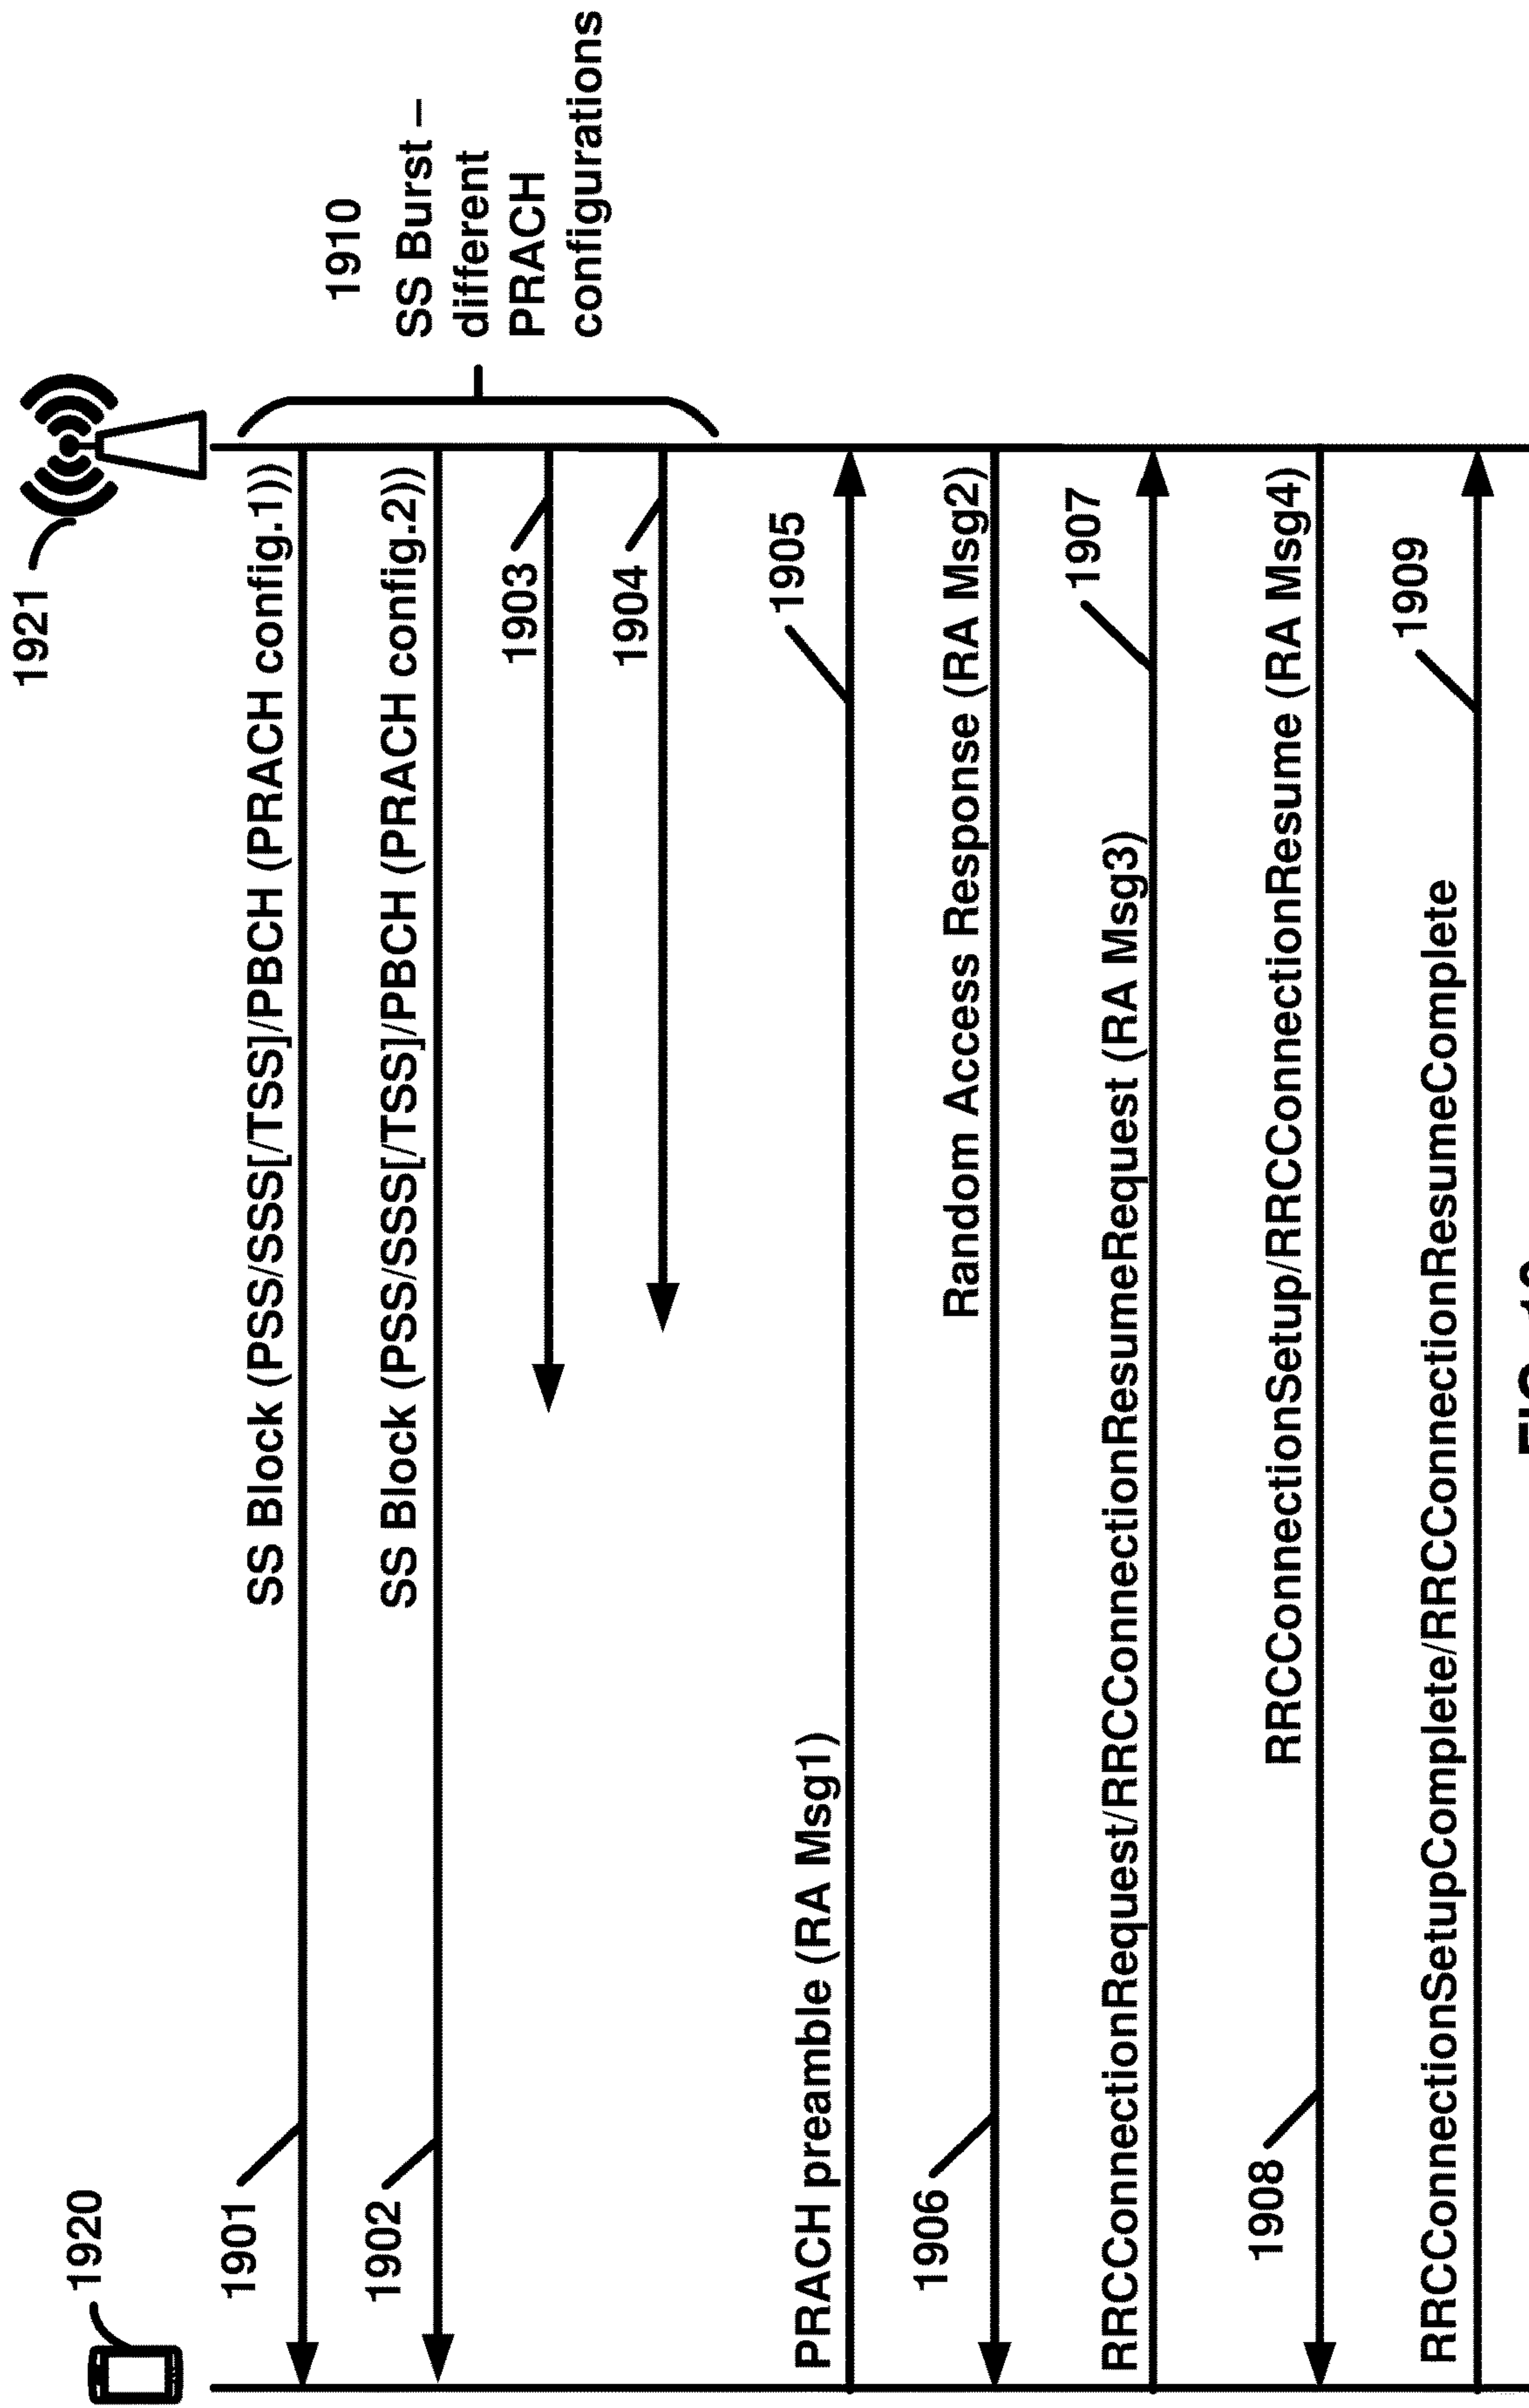 1920
1921
1901
SS Block (PSS/SSS[/TSS]/PBCH (PRACH config.1))
1910
SS Burst –
different
PRACH
configurations
1902
SS Block (PSS/SSS[/TSS]/PBCH (PRACH config.2))
1903
1904
PRACH preamble (RA Msg1)
1905
1906
Random Access Response (RA Msg2)
RRCConnectionRequest/RRCConnectionResumeRequest (RA Msg3)
1907
1908
RRCConnectionSetup/RRCConnectionResume (RA Msg4)
RRCConnectionSetupComplete/RRCConnectionResumeComplete
1909